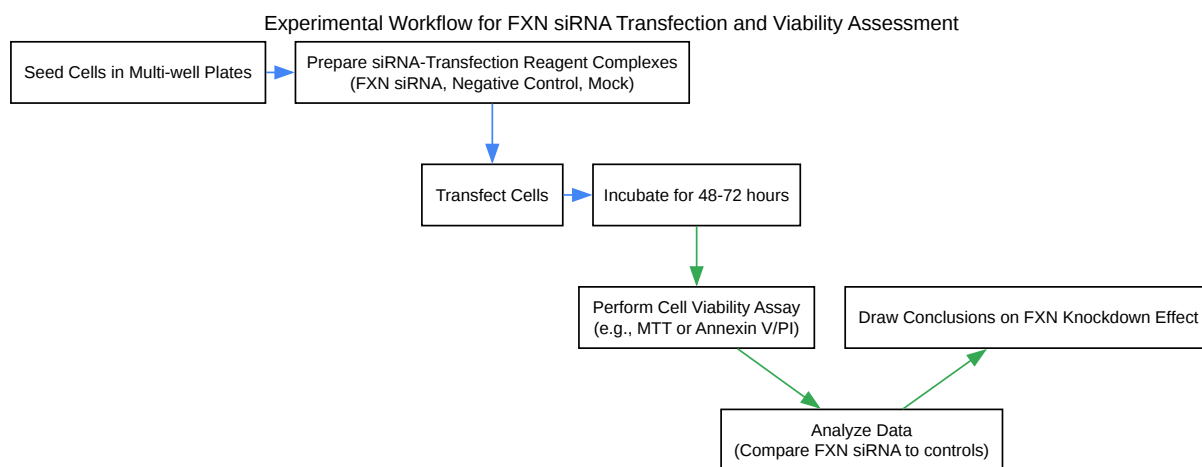 Experimental Workflow for FXN siRNA Transfection and Viability Assessment
Seed Cells in Multi-well Plates
Prepare siRNA-Transfection Reagent Complexes
(FXN siRNA, Negative Control, Mock)
Transfect Cells
Incubate for 48-72 hours
Perform Cell Viability Assay
(e.g., MTT or Annexin V/PI)
Draw Conclusions on FXN Knockdown Effect
Analyze Data
(Compare FXN siRNA to controls)